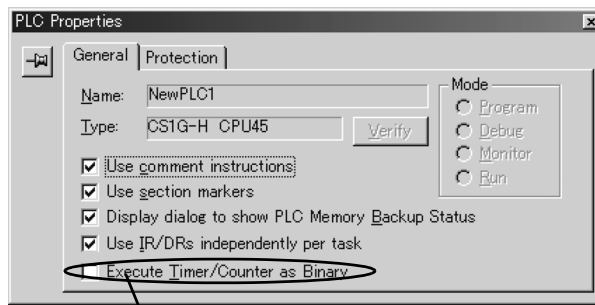 PLC Properties
General Protection
Name: NewPLC1
Type: CS1G-H CPU45 Verify
Mode
Program
Debug
Monitor
Run
Use comment instructions
Use section markers
Display dialog to show PLC Memory Backup Status
Use IR/DRs independently per task
Execute Timer/Counter as Binary